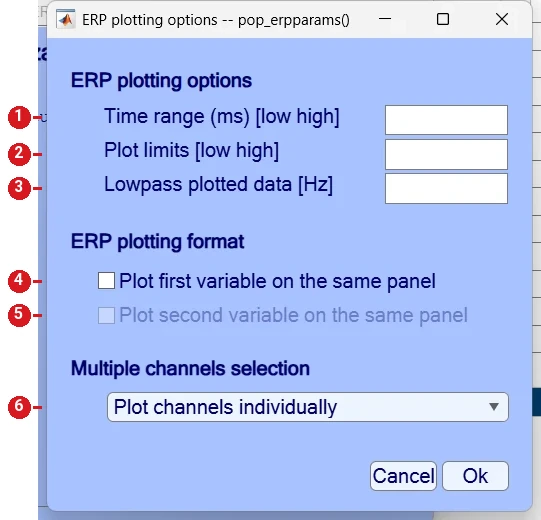 ERP plotting options -- pop_erpparams()
ERP plotting options
1 Time range (ms) [low high]
2 Plot limits [low high]
3 Lowpass plotted data [Hz]
ERP plotting format
4 Plot first variable on the same panel
5 Plot second variable on the same panel
Multiple channels selection
6 Plot channels individually
Cancel Ok